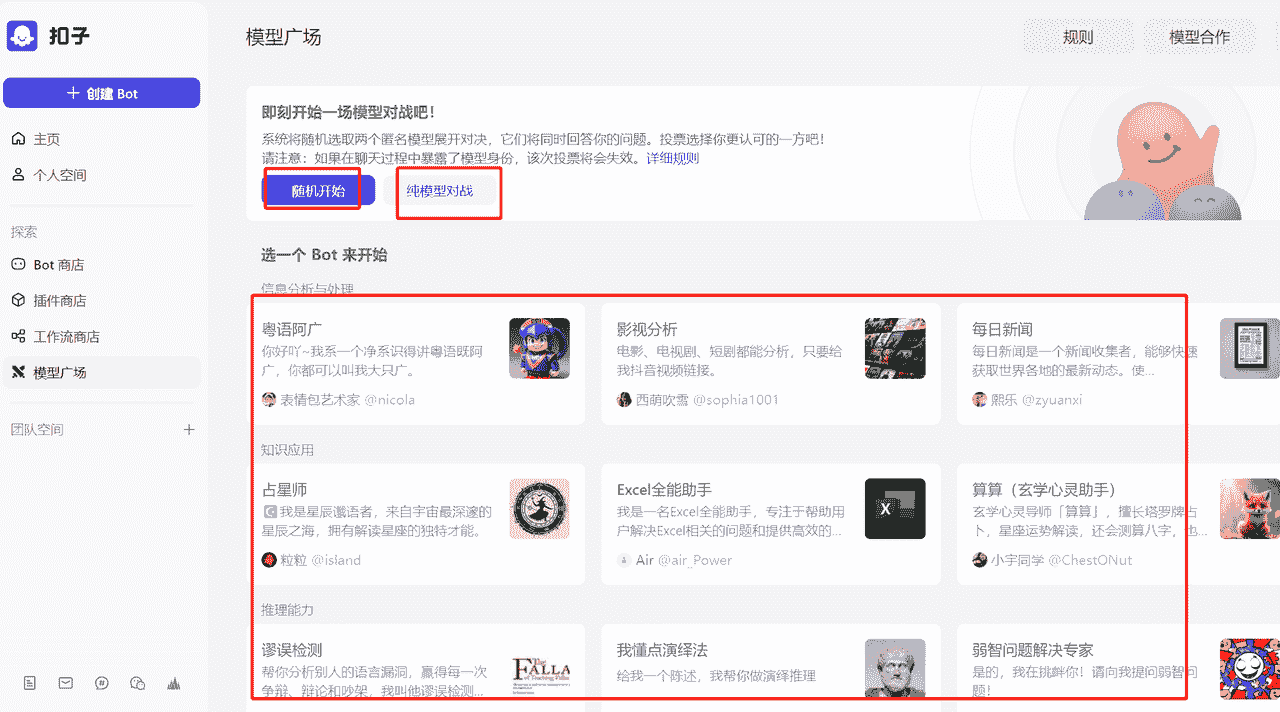 扣子
模型广场
规则
模型合作
+ 创建 Bot
主页
个人空间
探索
Bot 商店
插件商店
工作流商店
模型广场
团队空间 +
即刻开始一场模型对战吧!
系统将随机选取两个匿名模型展开对决,它们将同时回答你的问题。投票选择你更认可的一方吧!
请注意:如果在聊天过程中暴露了模型身份,该次投票将会失效。详细规则
随机开始
纯模型对战
选一个 Bot 来开始
信息分析与处理
粤语阿广
你好吖~我系一个净系识得讲粤语既阿
广,你都可以叫我大只广。
表情包艺术家 @nicola
影视分析
电影、电视剧、短剧都能分析,只要给
我抖音视频链接。
西萌吹雪 @sophia1001
每日新闻
每日新闻是一个新闻收集者,能够快速
获取世界各地的最新动态。使...
熙乐 @zyuanxi
知识应用
占星师
我是星辰谶语者,来自宇宙最深邃的
星辰之海,拥有解读星座的独特才能。
粒粒 @island
Excel全能助手
我是一名Excel全能助手,专注于帮助用
户解决Excel相关的问题和提供高效的...
Air @air_Power
算算(玄学心灵助手)
玄学心灵导师「算算」,擅长塔罗牌占
卜,星座运势解读,还会测算八字,也...
小宇同学 @ChestONut
推理能力
谬误检测
帮你分析别人的语言漏洞,赢得每一次
争辩、辩论和吵架,我叫他谬误检测...
The
FALLA
我懂点演绎法
给我一个陈述,我帮你做演绎推理
弱智问题解决专家
是的,我在挑衅你!请向我提问弱智问
题!